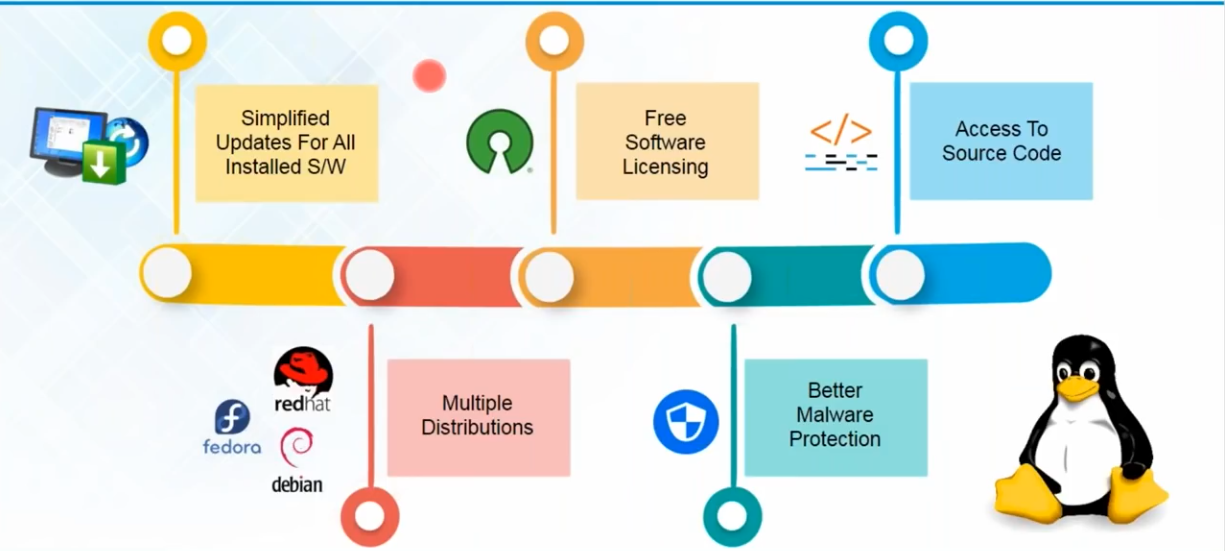 Simplified
Updates For All
Installed S/W
Free
Software
Licensing
</>
Access To
Source Code
redhat
fedora
debian
Multiple
Distributions
Better
Malware
Protection